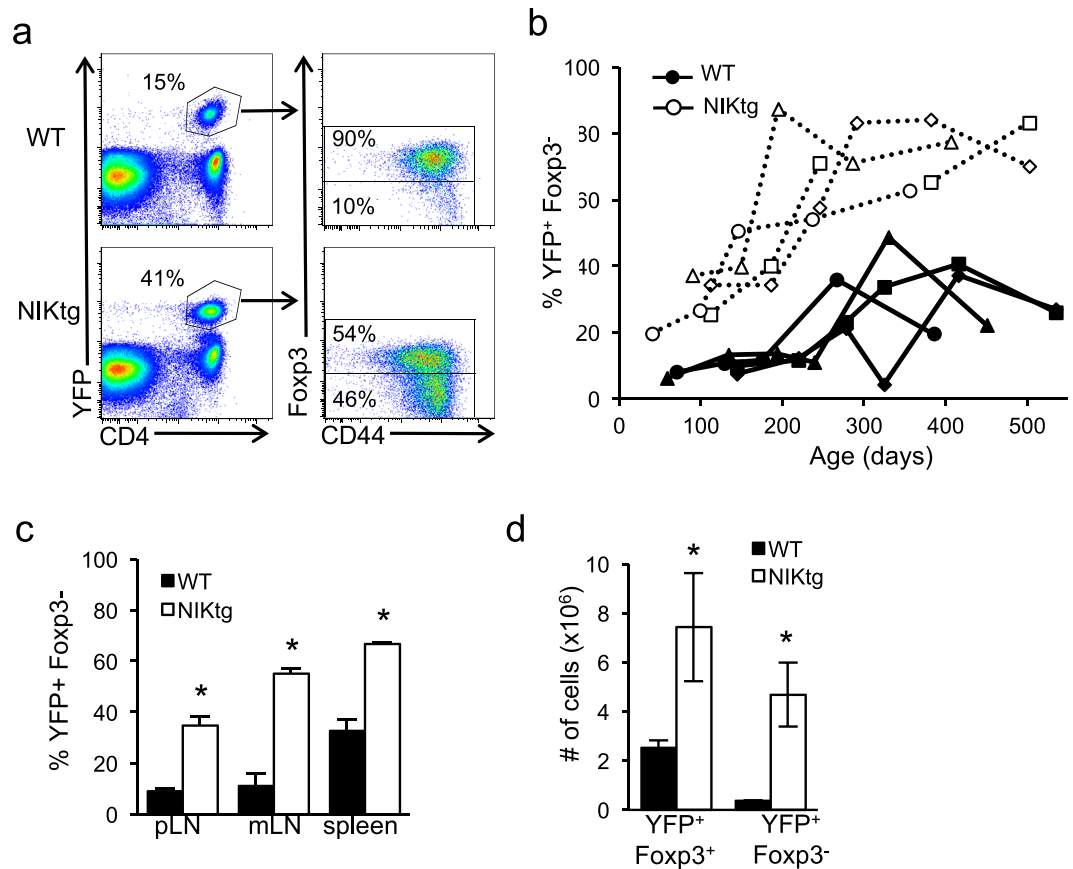 a
WT
NIKtg
15%
41%
90%
10%
54%
46%
YFP
CD4
Foxp3
CD44
b
WT
NIKtg
% YFP⁺ Foxp3⁻
100
80
60
40
20
0
0 100 200 300 400 500
Age (days)
c
WT
NIKtg
% YFP+ Foxp3-
100
80
60
40
20
0
* * *
pLN mLN spleen
d
WT
NIKtg
# of cells (x10⁶)
10
8
6
4
2
0
* *
YFP⁺ YFP⁺
Foxp3⁺ Foxp3⁻